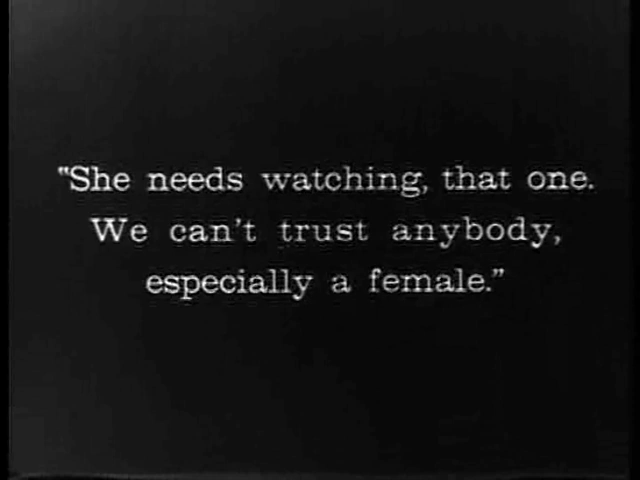 "She needs watching, that one.
We can't trust anybody,
especially a female."